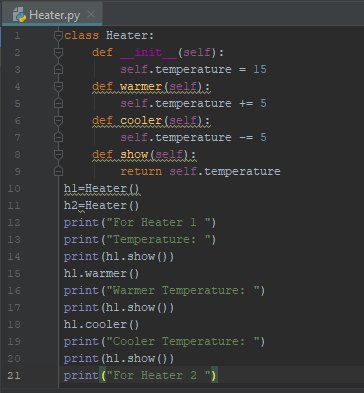 Heater.py
1 class Heater:
2     def __init__(self):
3         self.temperature = 15
4     def warmer(self):
5         self.temperature += 5
6     def cooler(self):
7         self.temperature -= 5
8     def show(self):
9         return self.temperature
10 h1=Heater()
11 h2=Heater()
12 print("For Heater 1 ")
13 print("Temperature: ")
14 print(h1.show())
15 h1.warmer()
16 print("Warmer Temperature: ")
17 print(h1.show())
18 h1.cooler()
19 print("Cooler Temperature: ")
20 print(h1.show())
21 print("For Heater 2 ")